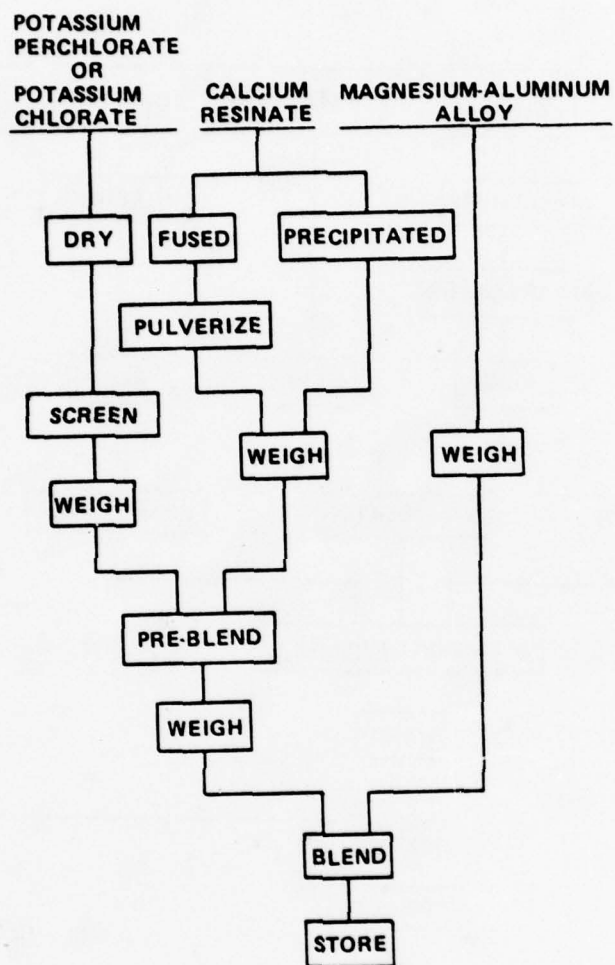 POTASSIUM
PERCHLORATE
OR
POTASSIUM
CHLORATE
CALCIUM
RESINATE
MAGNESIUM-ALUMINUM
ALLOY
DRY
FUSED
PRECIPITATED
PULVERIZE
SCREEN
WEIGH
WEIGH
WEIGH
PRE-BLEND
WEIGH
BLEND
STORE